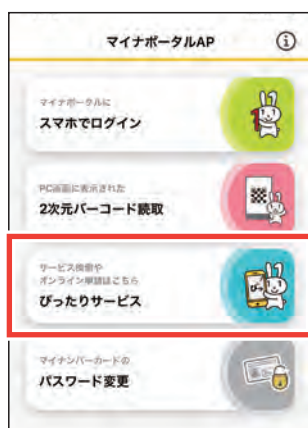 マイナポータルAP
マイナポータルに
スマホでログイン
PC画面に表示された
2次元バーコード読取
サービス検索や
オンライン申請はこちら
ぴったりサービス
マイナンバーカードの
パスワード変更